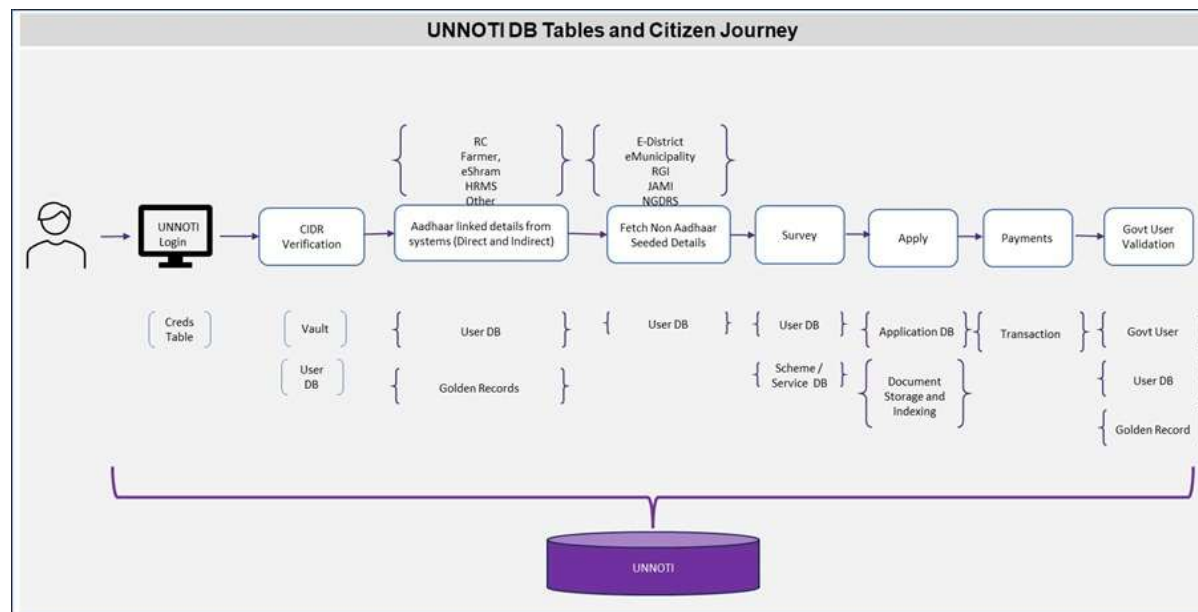 UNNOTI DB Tables and Citizen Journey
RC
Farmer,
eShram
HRMS
Other
E-District
eMunicipality
RGI
JAMI
NGDRS
UNNOTI
Login
CIDR
Verification
Aadhaar linked details from
systems (Direct and Indirect)
Fetch Non Aadhaar
Seeded Details
Survey
Apply
Payments
Govt User
Validation
Creds
Table
Vault
User
DB
User DB
Golden Records
User DB
User DB
Scheme /
Service DB
Application DB
Document
Storage and
Indexing
Transaction
Govt User
User DB
Golden Record
UNNOTI